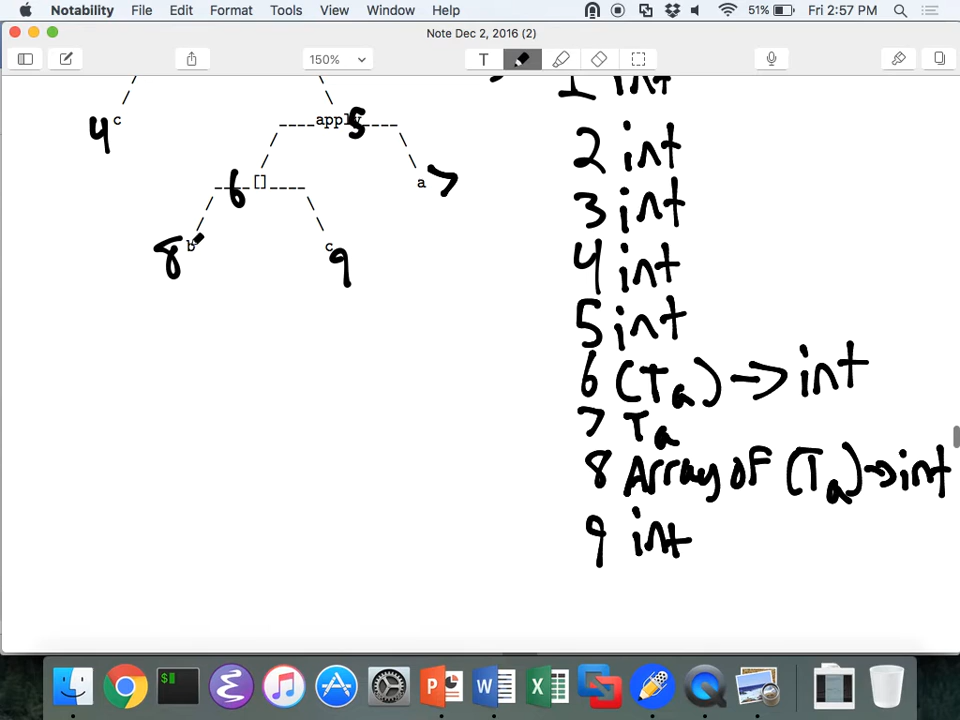 Notability File Edit Format Tools View Window Help 51% Fri 2:57 PM
Note Dec 2, 2016 (2)
150% T
1 int
4 c
apply 5
2 int
6 [] a 7
3 int
8 b c 9
4 int
5 int
6 (Ta) -> int
7 Ta
8 Array of (Ta) -> int
9 int